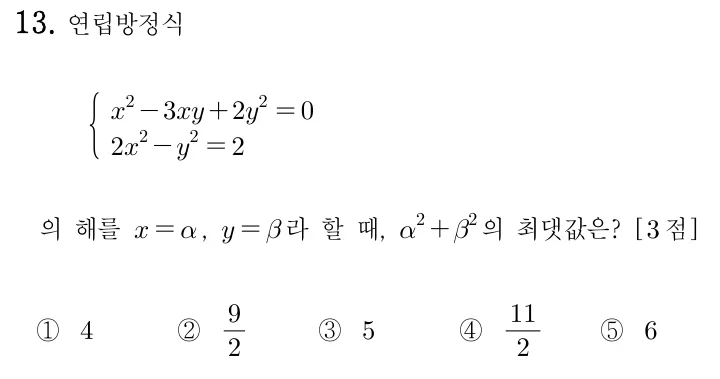 13. 연립방정식
x² − 3xy + 2y² = 0
2x² − y² = 2
의 해를 x = α, y = β라 할 때, α² + β²의 최댓값은? [3점]
① 4 ② 9/2 ③ 5 ④ 11/2 ⑤ 6